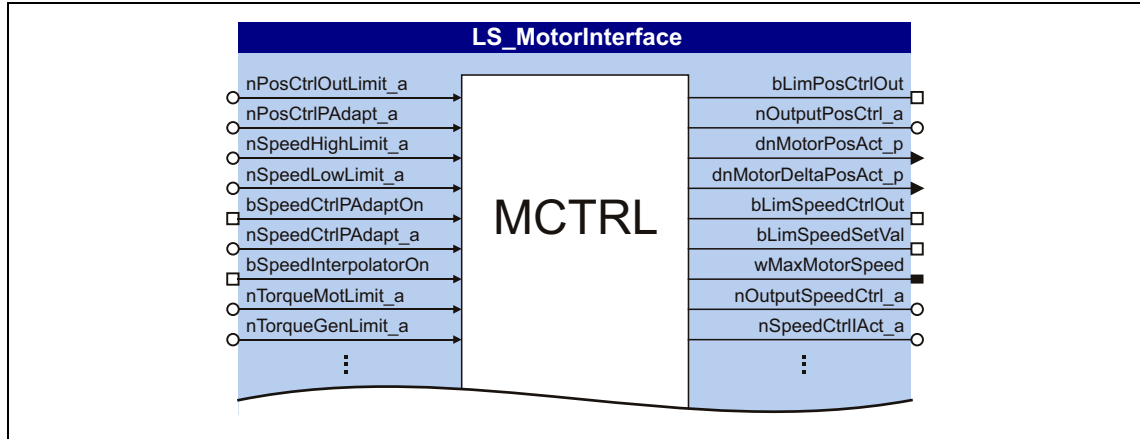 LS_MotorInterface
nPosCtrlOutLimit_a
nPosCtrlPAdapt_a
nSpeedHighLimit_a
nSpeedLowLimit_a
bSpeedCtrlPAdaptOn
nSpeedCtrlPAdapt_a
bSpeedInterpolatorOn
nTorqueMotLimit_a
nTorqueGenLimit_a
MCTRL
bLimPosCtrlOut
nOutputPosCtrl_a
dnMotorPosAct_p
dnMotorDeltaPosAct_p
bLimSpeedCtrlOut
bLimSpeedSetVal
wMaxMotorSpeed
nOutputSpeedCtrl_a
nSpeedCtrlIAct_a